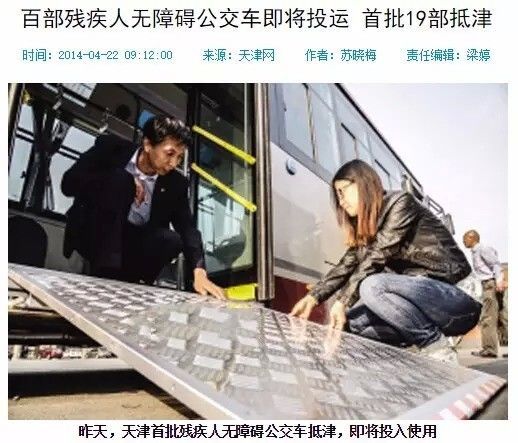 百部残疾人无障碍公交车即将投运 首批19部抵津
时间：2014-04-22 09:12:00 来源：天津网 作者：苏晓梅 责任编辑：梁婷
昨天，天津首批残疾人无障碍公交车抵津，即将投入使用